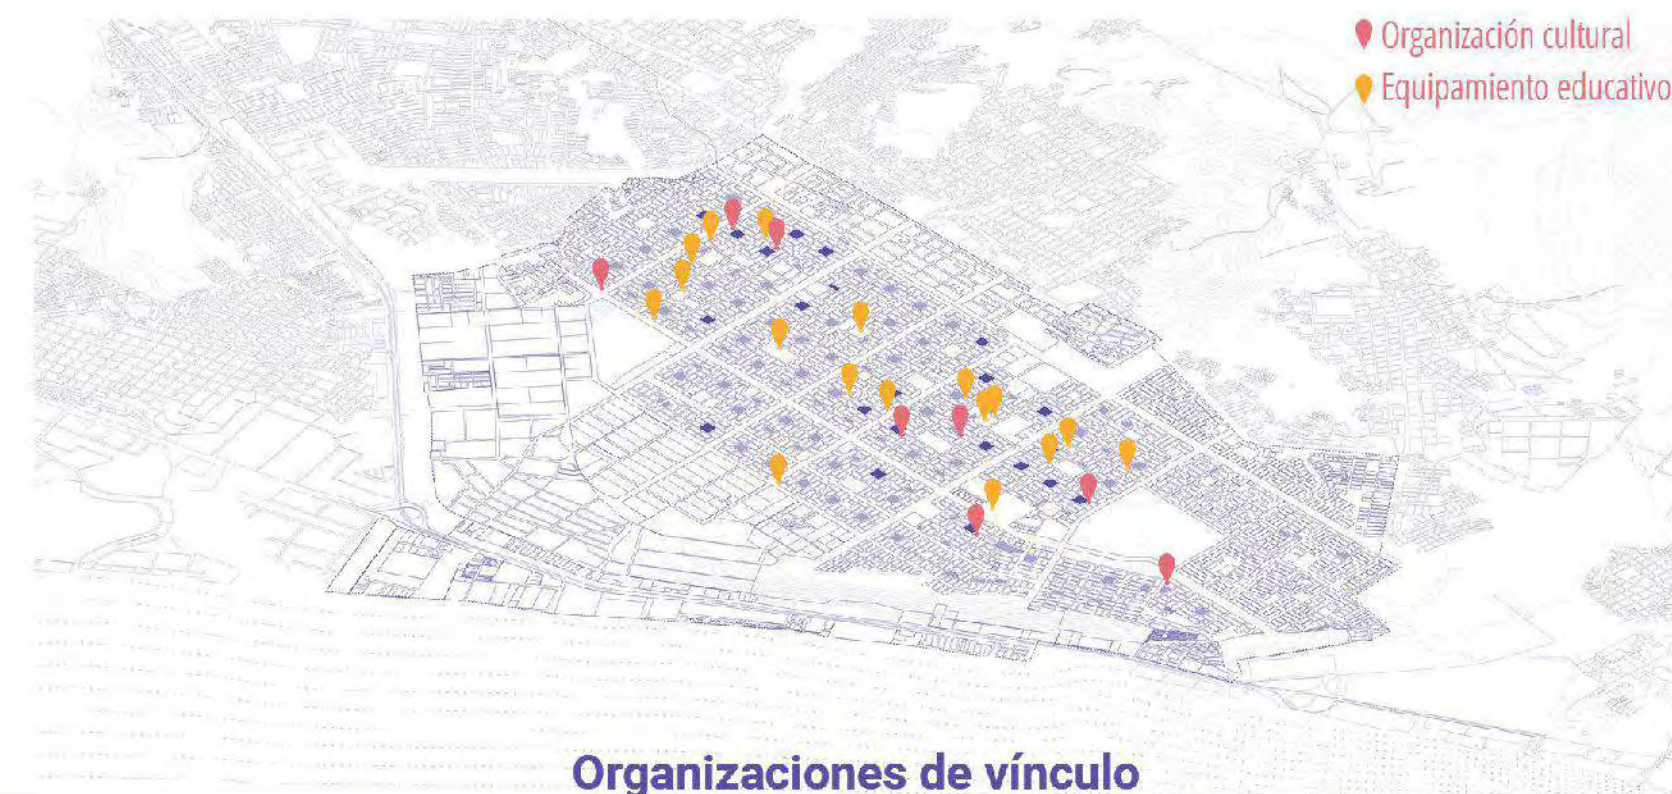 Organización cultural
Equipamiento educativo
Organizaciones de vínculo